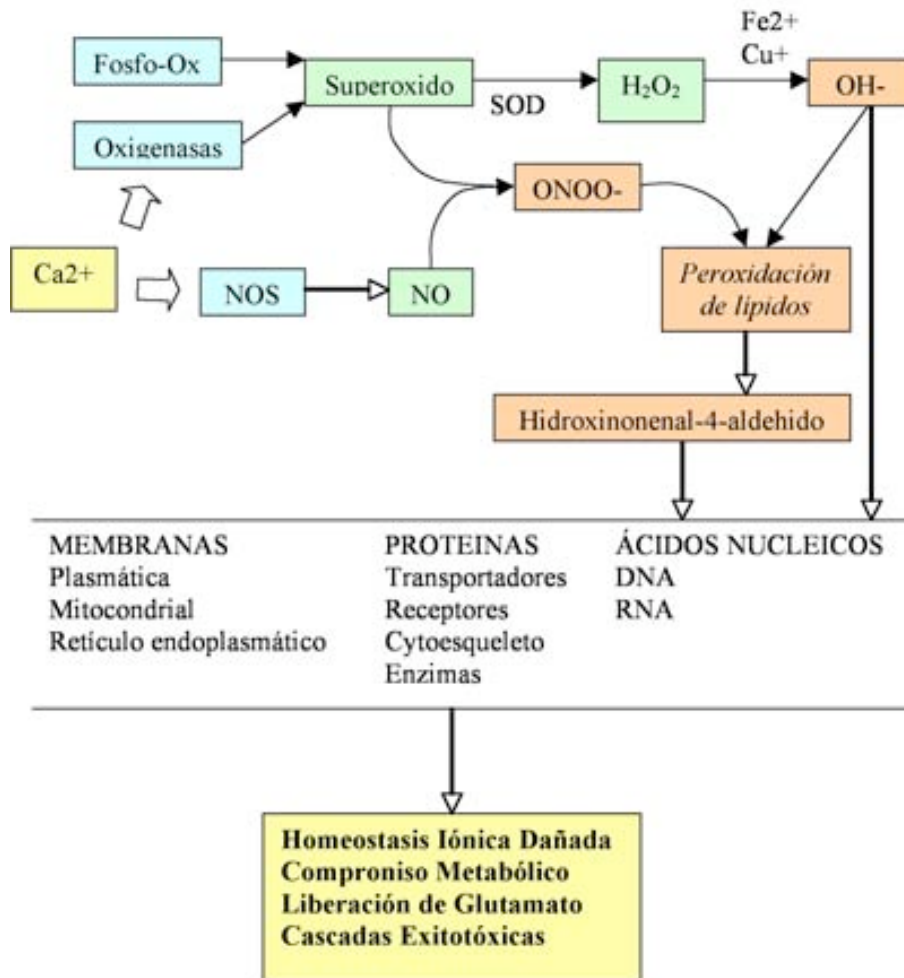 Fe2+
Cu+
Fosfo-Ox
Superoxido
SOD
H₂O₂
OH-
Oxigenasas
ONOO-
Ca2+
NOS
NO
Peroxidación
de lípidos
Hidroxinonenal-4-aldehido
MEMBRANAS
Plasmática
Mitocondrial
Retículo endoplasmático
PROTEINAS
Transportadores
Receptores
Cytoesqueleto
Enzimas
ÁCIDOS NUCLEICOS
DNA
RNA
Homeostasis Iónica Dañada
Comproniso Metabólico
Liberación de Glutamato
Cascadas Exitotóxicas